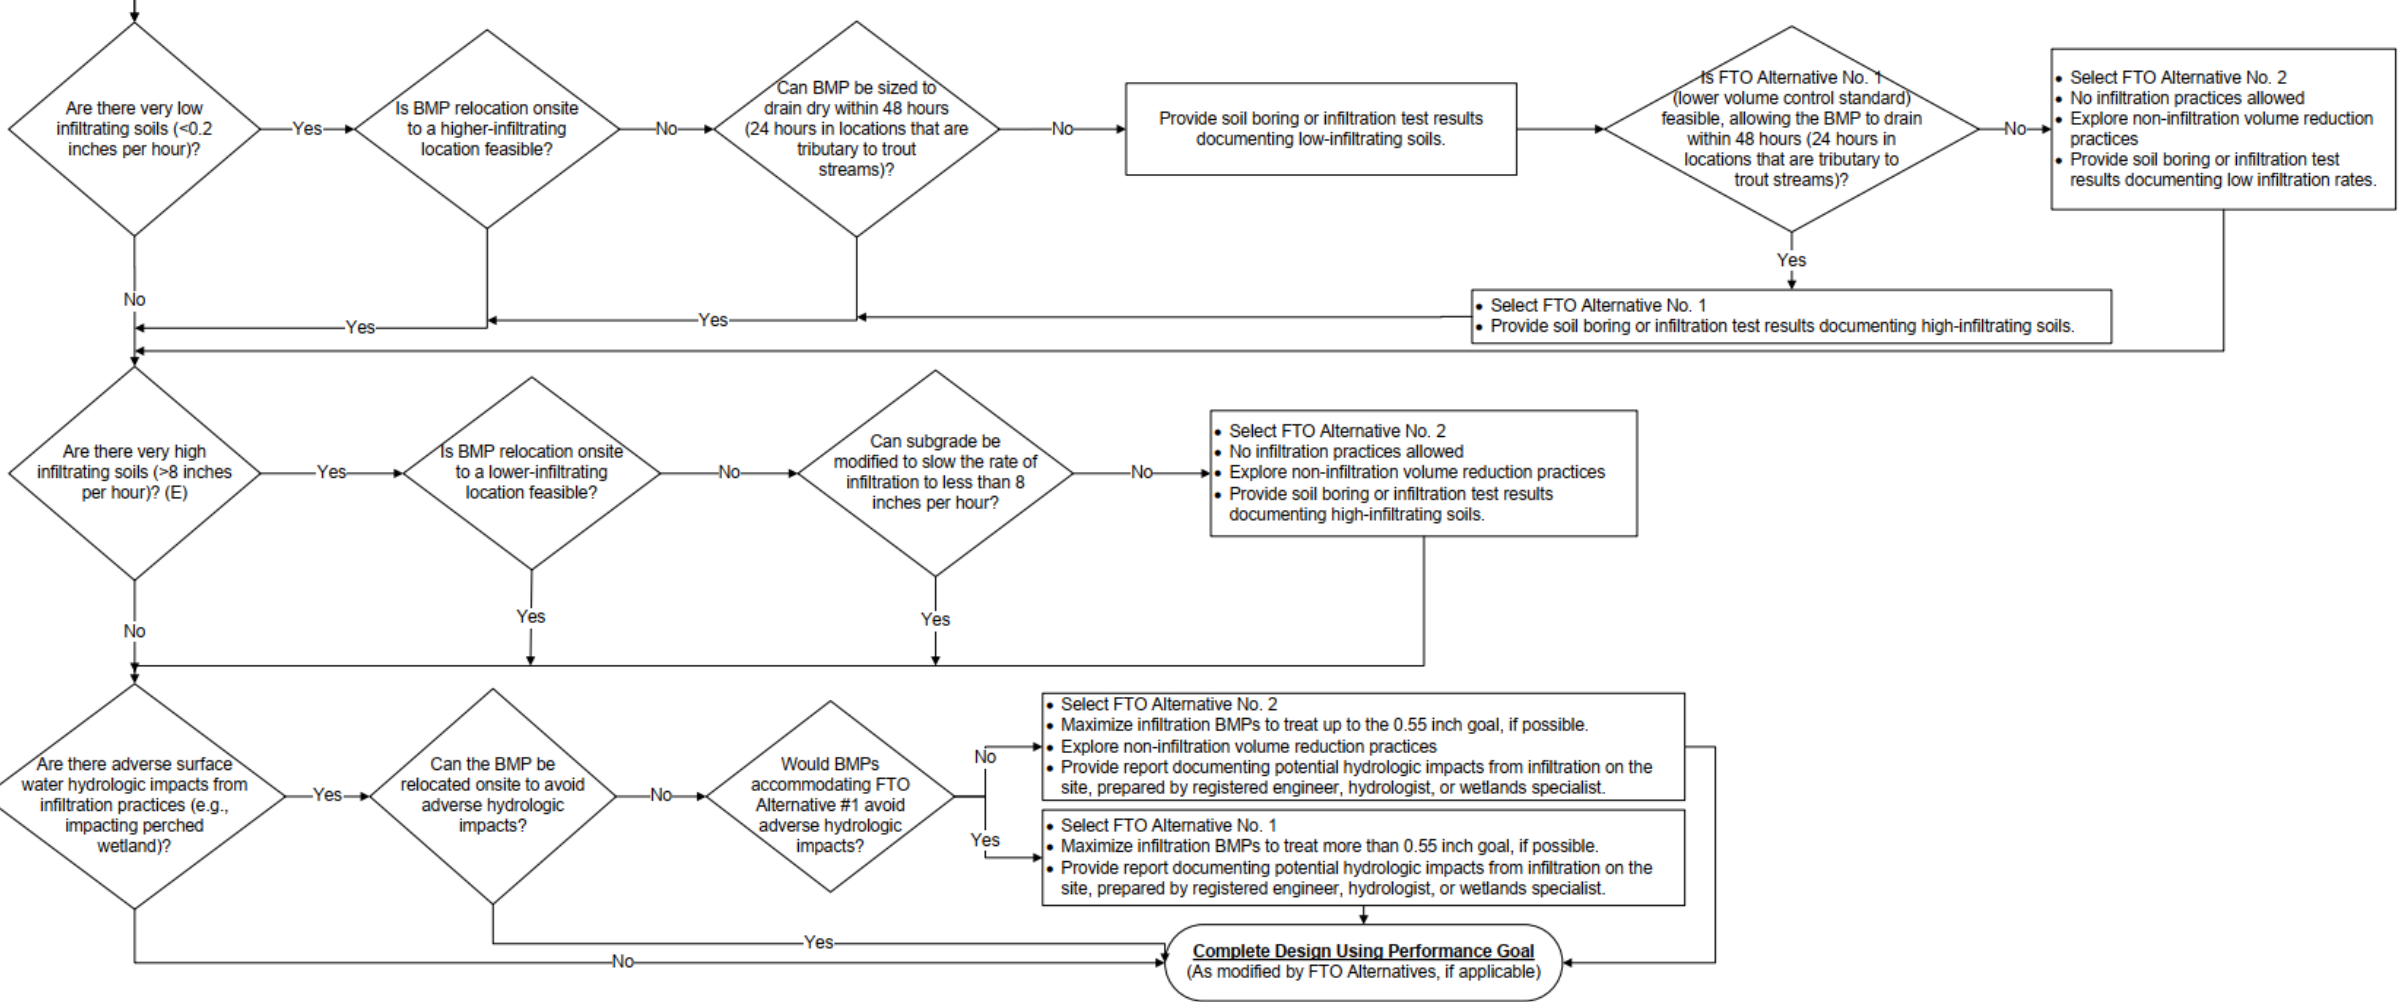 Are there very low
infiltrating soils (<0.2
inches per hour)?
Yes
Is BMP relocation onsite
to a higher-infiltrating
location feasible?
No
Can BMP be sized to
drain dry within 48 hours
(24 hours in locations that are
tributary to trout
streams)?
No
Provide soil boring or infiltration test results
documenting low-infiltrating soils.
Is FTO Alternative No. 1
(lower volume control standard)
feasible, allowing the BMP to drain
within 48 hours (24 hours in
locations that are tributary to
trout streams)?
No
• Select FTO Alternative No. 2
• No infiltration practices allowed
• Explore non-infiltration volume reduction
practices
• Provide soil boring or infiltration test
results documenting low infiltration rates.
Yes
No
Yes
Yes
• Select FTO Alternative No. 1
• Provide soil boring or infiltration test results documenting high-infiltrating soils.
Are there very high
infiltrating soils (>8 inches
per hour)? (E)
Yes
Is BMP relocation onsite
to a lower-infiltrating
location feasible?
No
Can subgrade be
modified to slow the rate of
infiltration to less than 8
inches per hour?
No
• Select FTO Alternative No. 2
• No infiltration practices allowed
• Explore non-infiltration volume reduction practices
• Provide soil boring or infiltration test results
documenting high-infiltrating soils.
No
Yes
Yes
Are there adverse surface
water hydrologic impacts from
infiltration practices (e.g.,
impacting perched
wetland)?
Yes
Can the BMP be
relocated onsite to avoid
adverse hydrologic
impacts?
No
Would BMPs
accommodating FTO
Alternative #1 avoid
adverse hydrologic
impacts?
No
• Select FTO Alternative No. 2
• Maximize infiltration BMPs to treat up to the 0.55 inch goal, if possible.
• Explore non-infiltration volume reduction practices
• Provide report documenting potential hydrologic impacts from infiltration on the
site, prepared by registered engineer, hydrologist, or wetlands specialist.
Yes
• Select FTO Alternative No. 1
• Maximize infiltration BMPs to treat more than 0.55 inch goal, if possible.
• Provide report documenting potential hydrologic impacts from infiltration on the
site, prepared by registered engineer, hydrologist, or wetlands specialist.
Yes
No
Complete Design Using Performance Goal
(As modified by FTO Alternatives, if applicable)